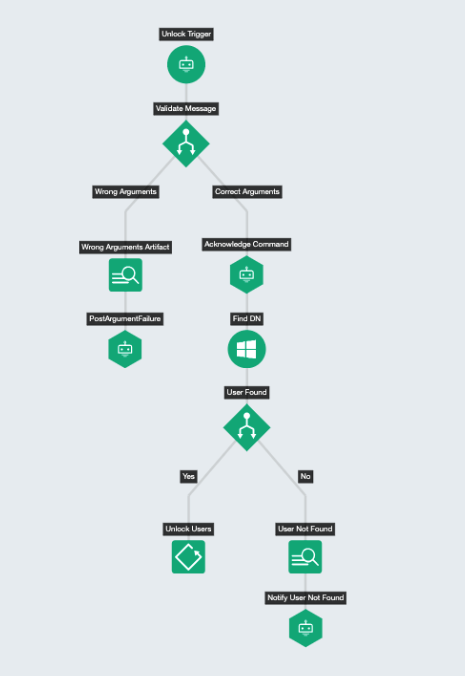 Unlock Trigger
Validate Message
Wrong Arguments
Correct Arguments
Wrong Arguments Artifact
Acknowledge Command
PostArgumentFailure
Find DN
User Found
Yes
No
Unlock Users
User Not Found
Notify User Not Found